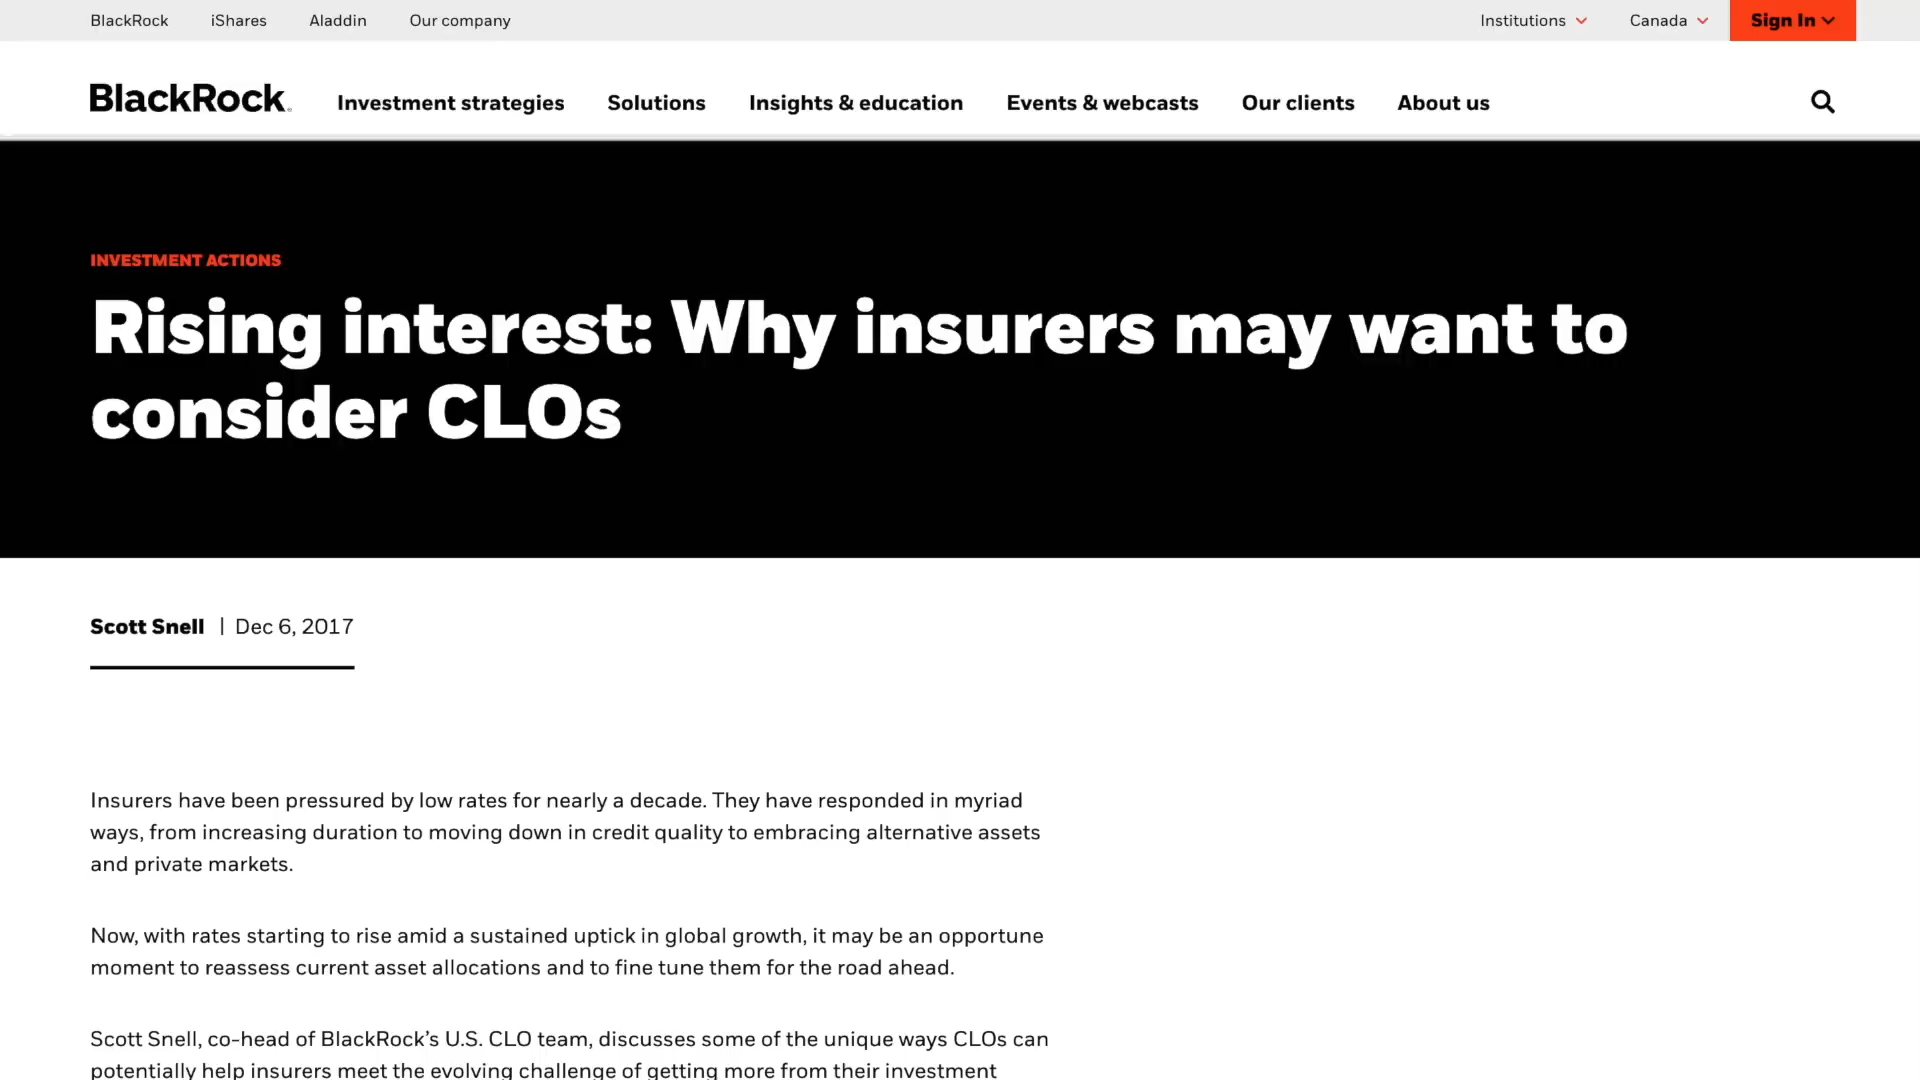 BlackRock iShares Aladdin Our company Institutions Canada Sign In
BlackRock. Investment strategies Solutions Insights & education Events & webcasts Our clients About us
INVESTMENT ACTIONS
Rising interest: Why insurers may want to
consider CLOs
Scott Snell | Dec 6, 2017
Insurers have been pressured by low rates for nearly a decade. They have responded in myriad
ways, from increasing duration to moving down in credit quality to embracing alternative assets
and private markets.
Now, with rates starting to rise amid a sustained uptick in global growth, it may be an opportune
moment to reassess current asset allocations and to fine tune them for the road ahead.
Scott Snell, co-head of BlackRock’s U.S. CLO team, discusses some of the unique ways CLOs can
potentially help insurers meet the evolving challenge of getting more from their investment